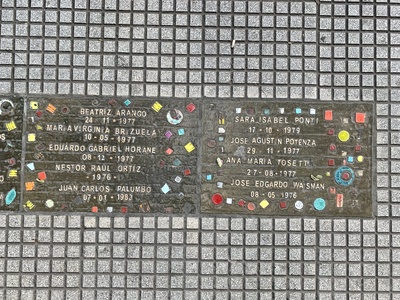 BEATRIZ ARANGO
24 · 11 · 1977
MARIA VIRGINIA BRIZUELA
10 - 05 - 1977
EDUARDO GABRIEL HORANE
08 - 12 - 1977
NESTOR RAUL ORTIZ
1976
JUAN CARLOS PALUMBO
07 · 01 · 1983
SARA ISABEL PONTI
17 - 10 - 1979
JOSE AGUSTIN POTENZA
29 - 11 - 1977
ANA MARIA TOSETTI
27 - 08 - 1977
JOSE EDGARDO WAISMAN
08 - 05 - 1976